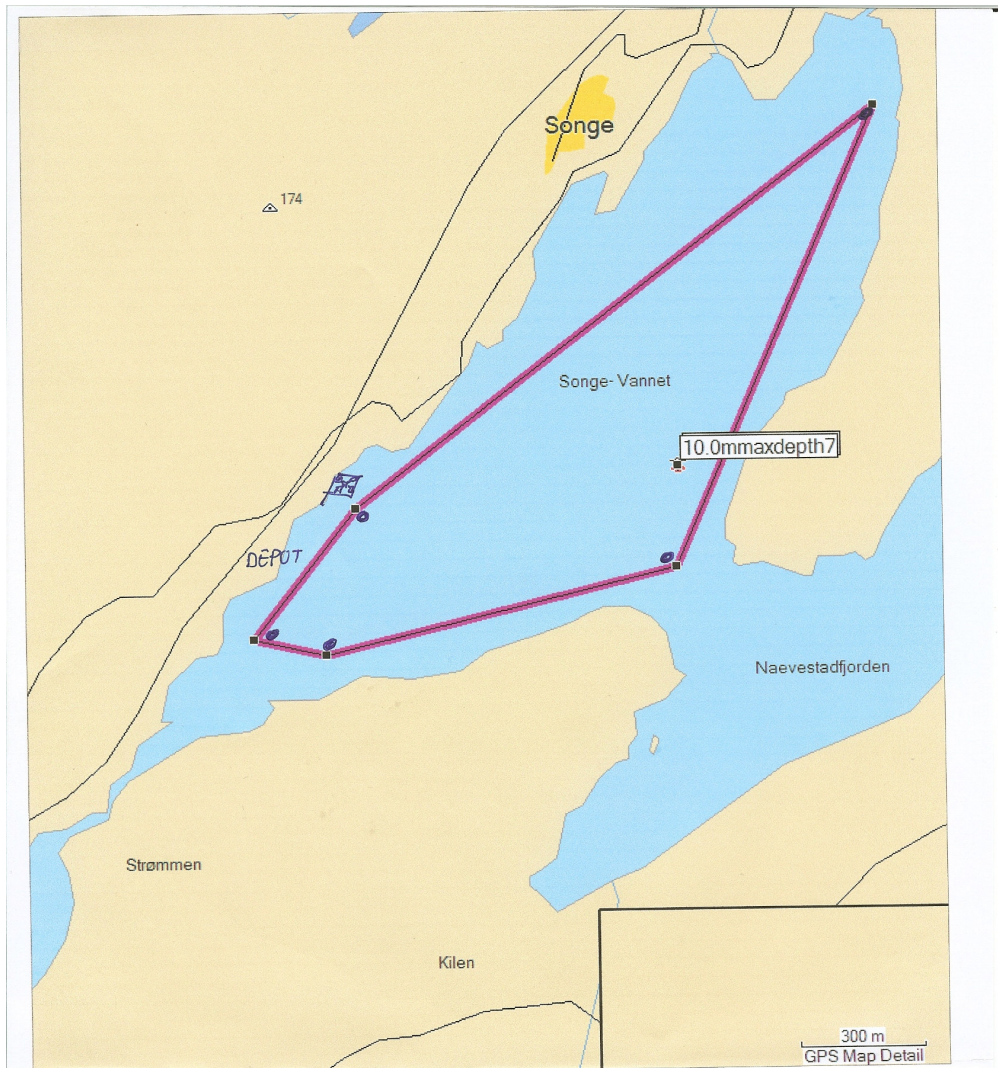 Songe
174
Songe- Vannet
10.0mmaxdepth7
DEPOT
Naevestadfjorden
Strømmen
Kilen
300 m
GPS Map Detail